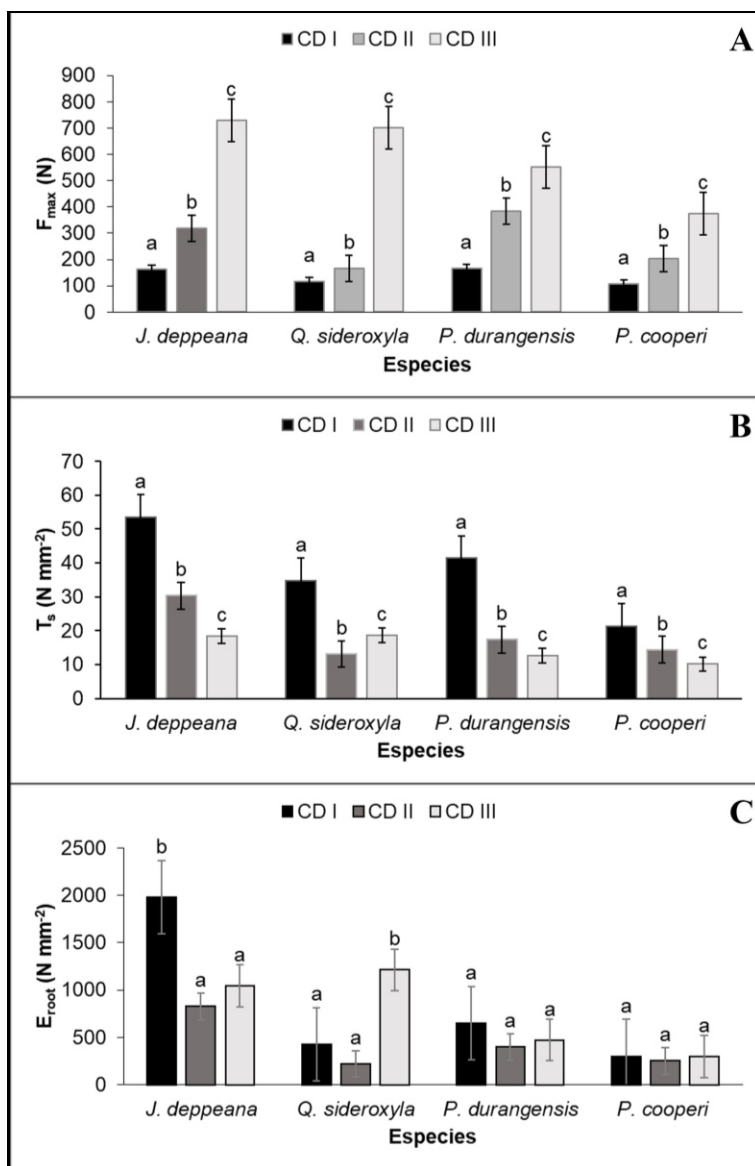 CD I CD II CD III
A
900
800
700
600
500
400
300
200
100
0
F_max (N)
a b c a b c a b c a b c
J. deppeana Q. sideroxyla P. durangensis P. cooperi
Especies
CD I CD II CD III
B
70
60
50
40
30
20
10
0
T_s (N mm⁻²)
a b c a b c a b c a b c
J. deppeana Q. sideroxyla P. durangensis P. cooperi
Especies
CD I CD II CD III
C
2500
2000
1500
1000
500
0
E_root (N mm⁻²)
b a a a a b a a a a a a
J. deppeana Q. sideroxyla P. durangensis P. cooperi
Especies